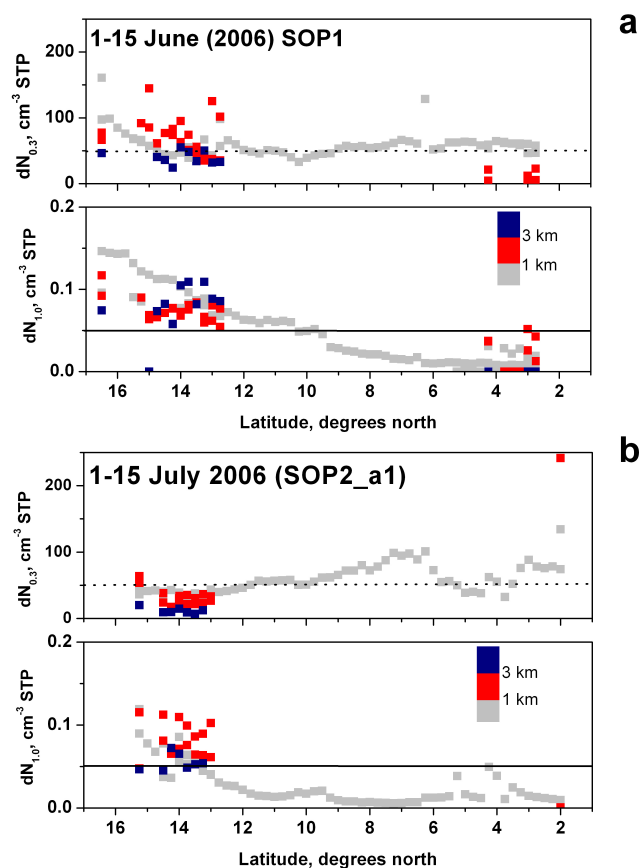 a
1-15 June (2006) SOP1
dN0.3, cm-3 STP
200
100
0
dN1.0, cm-3 STP
0.2
0.1
0.0
3 km
1 km
16 14 12 10 8 6 4 2
Latitude, degrees north
b
1-15 July 2006 (SOP2_a1)
dN0.3, cm-3 STP
200
100
0
dN1.0, cm-3 STP
0.2
0.1
0.0
3 km
1 km
16 14 12 10 8 6 4 2
Latitude, degrees north